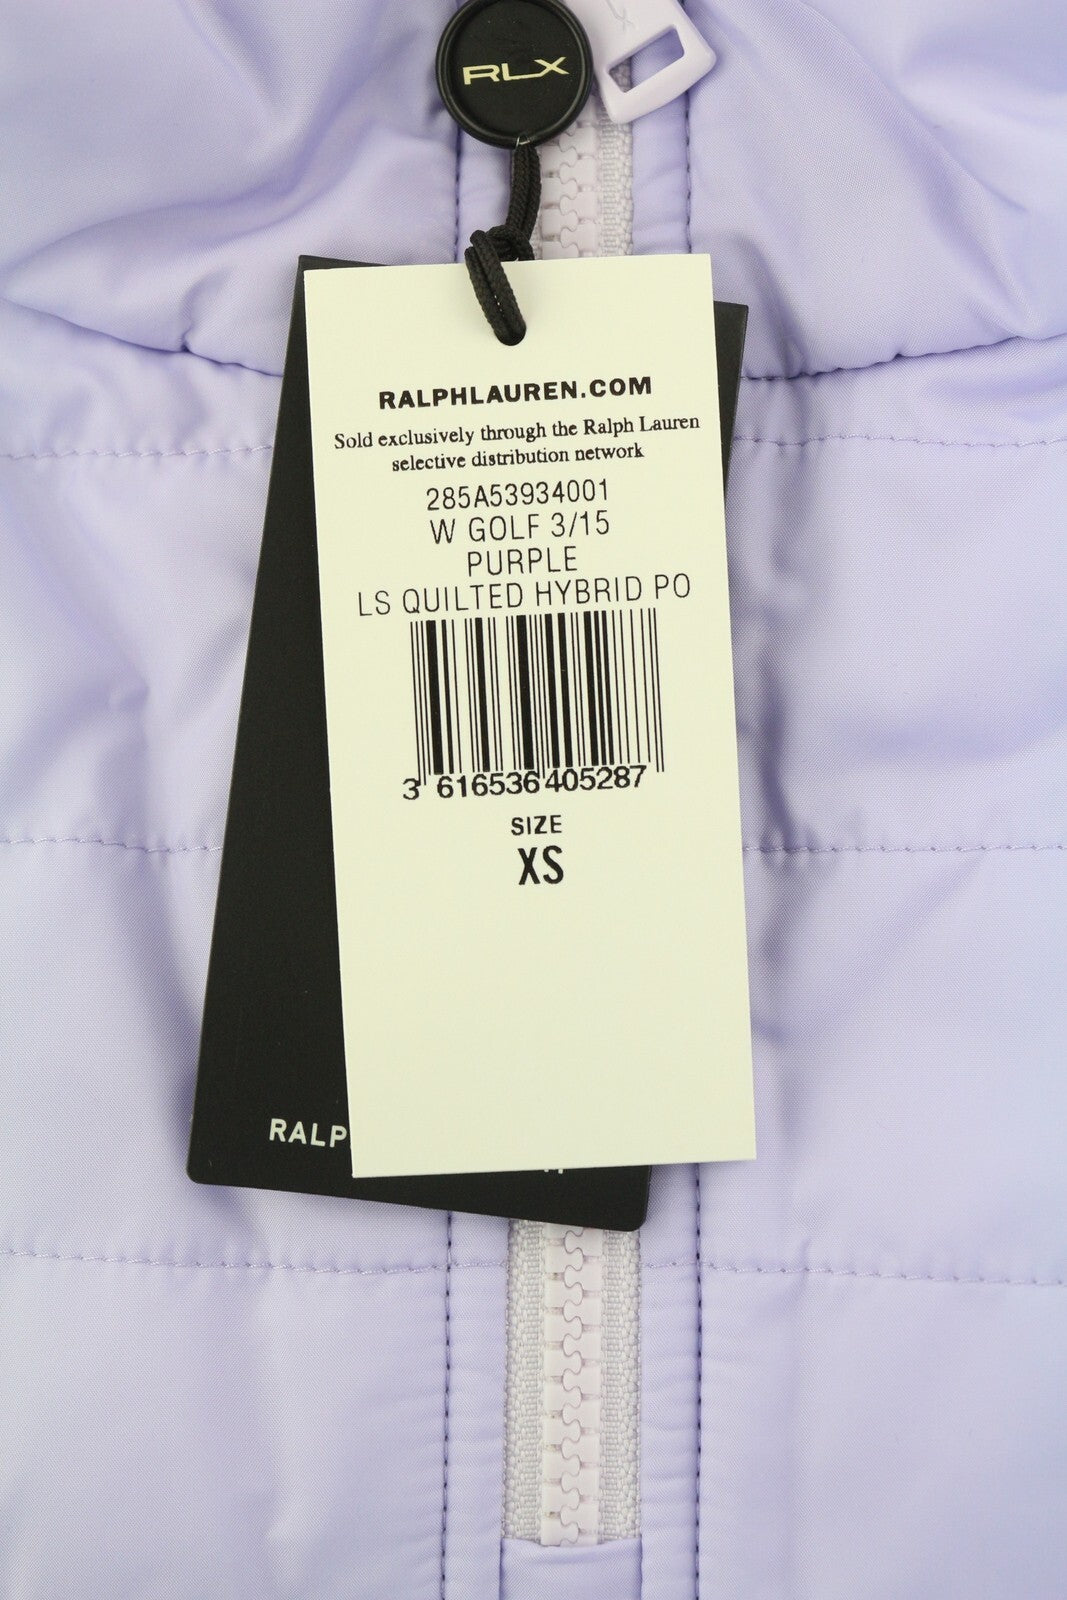 RLX
RALPHLAUREN.COM
Sold exclusively through the Ralph Lauren
selective distribution network
285A53934001
W GOLF 3/15
PURPLE
LS QUILTED HYBRID PO
3 616536 405287
SIZE
XS
RALP